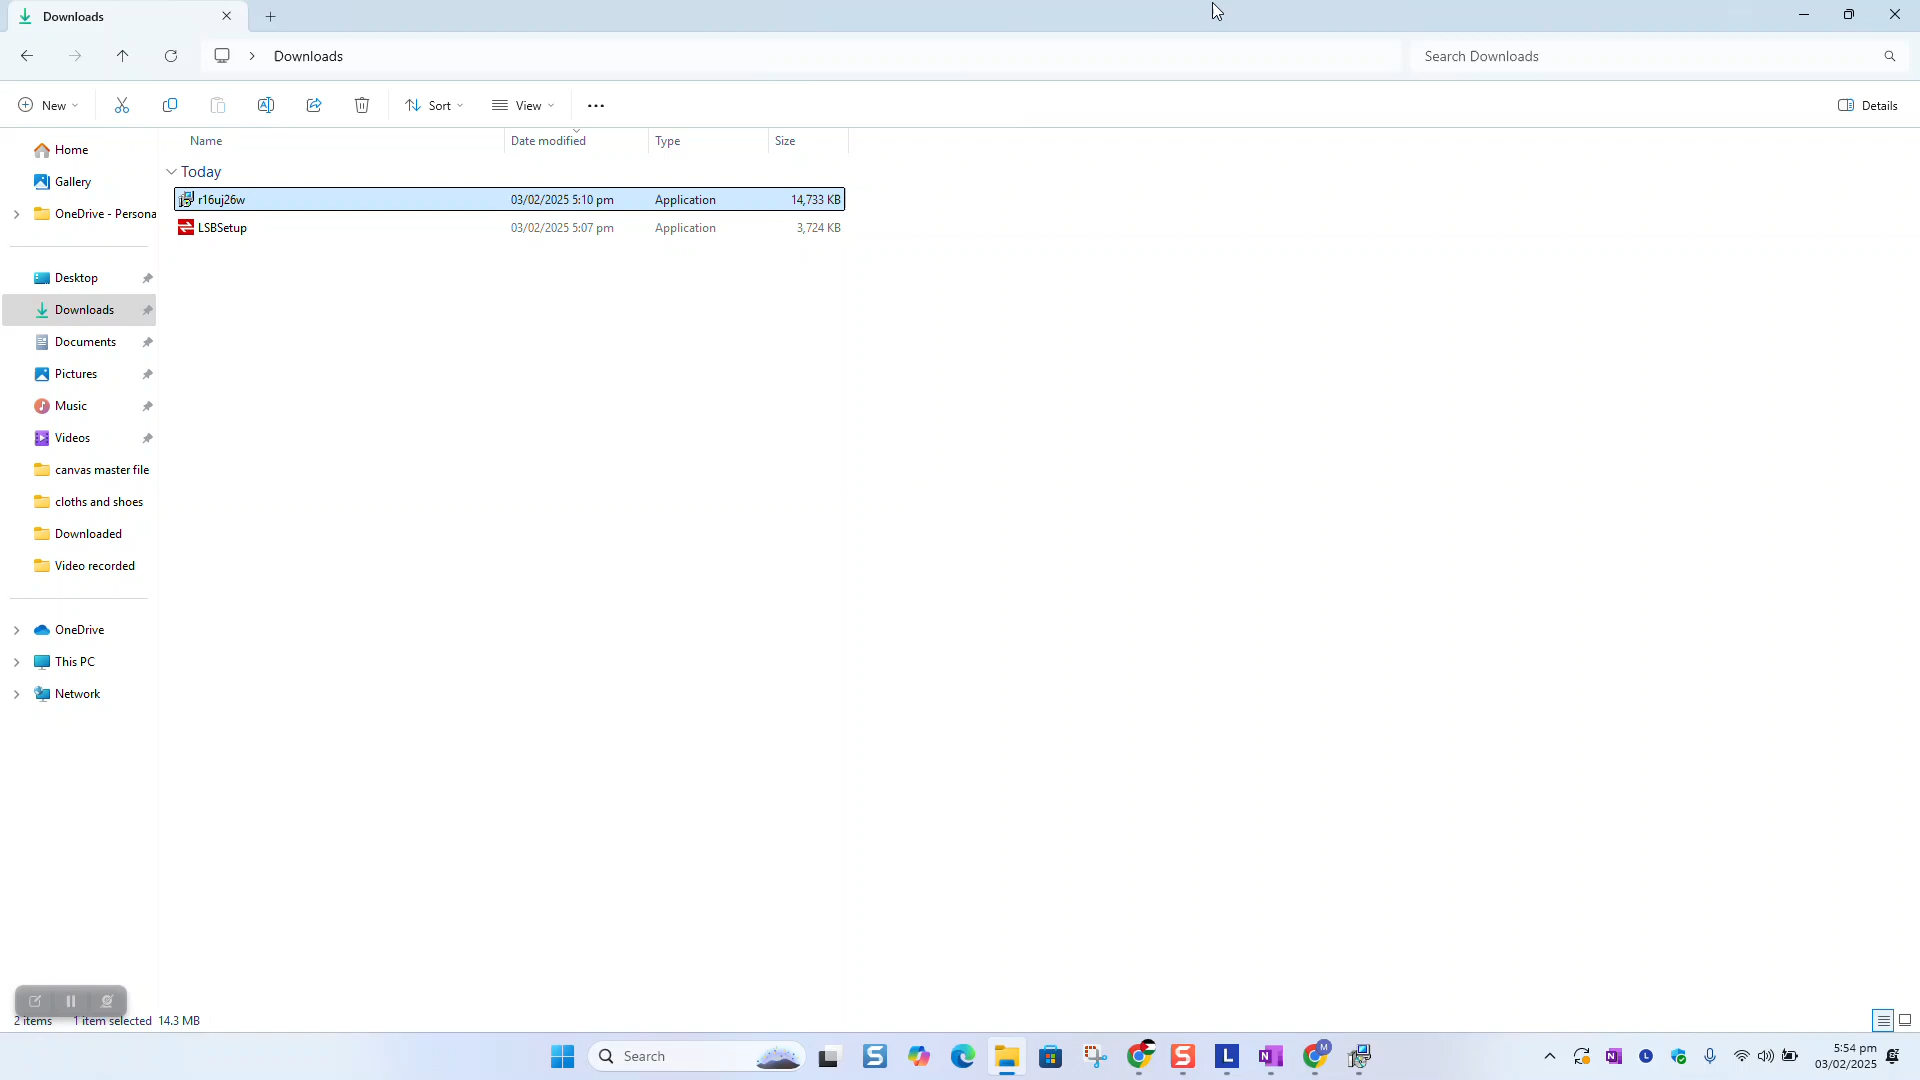 Downloads
Downloads
Search Downloads
New
Sort
View
Details
Home
Gallery
OneDrive - Persona
Desktop
Downloads
Documents
Pictures
Music
Videos
canvas master file
cloths and shoes
Downloaded
Video recorded
OneDrive
This PC
Network
Name Date modified Type Size
Today
r16uj26w 03/02/2025 5:10 pm Application 14,733 KB
LSBSetup 03/02/2025 5:07 pm Application 3,724 KB
2 items 1 item selected 14.3 MB
Search
5:54 pm
03/02/2025